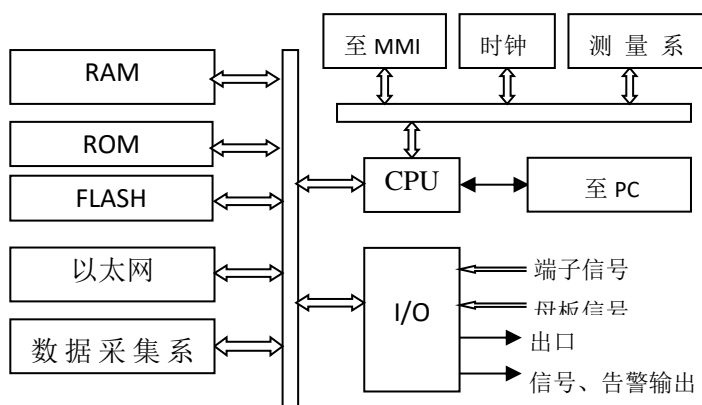 至 MMI
时钟
测 量 系
RAM
ROM
FLASH
以太网
数 据 采 集 系
CPU
至 PC
I/O
端子信号
母板信号
出口
信号、告警输出